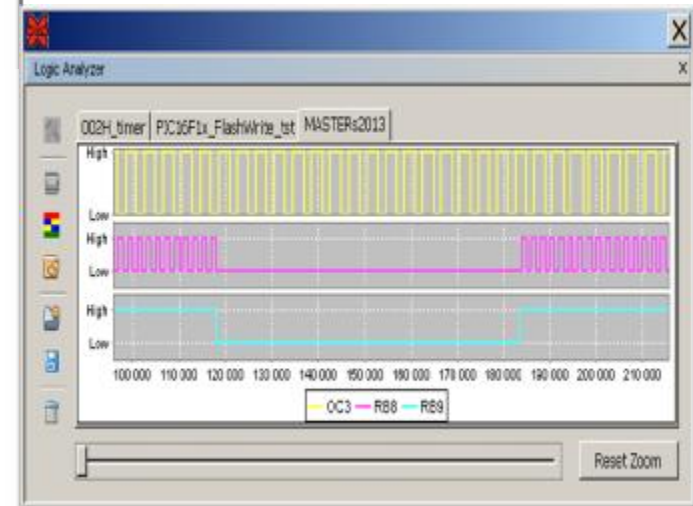 X
Logic Analyzer X
002H_timer PIC16F1x_FlashWrite_tst MASTERs2013
High
Low
High
Low
High
Low
100 000 110 000 120 000 130 000 140 000 150 000 160 000 170 000 180 000 190 000 200 000 210 000
OC3 RB8 RB9
Reset Zoom